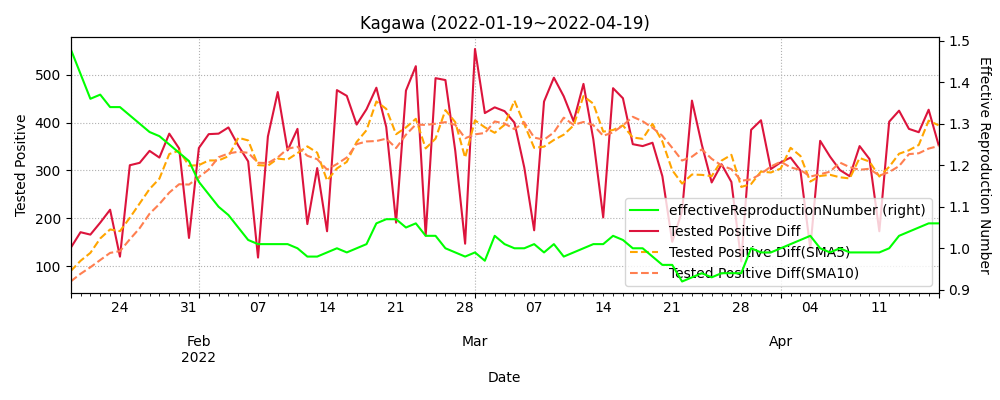 Kagawa (2022-01-19~2022-04-19)
Tested Positive
500
400
300
200
100
1.5
1.4
1.3
1.2
1.1
1.0
0.9
Effective Reproduction Number
effectiveReproductionNumber (right)
Tested Positive Diff
Tested Positive Diff(SMA5)
Tested Positive Diff(SMA10)
24 31 07 14 21 28 07 14 21 28 04 11
Feb Mar Apr
2022
Date